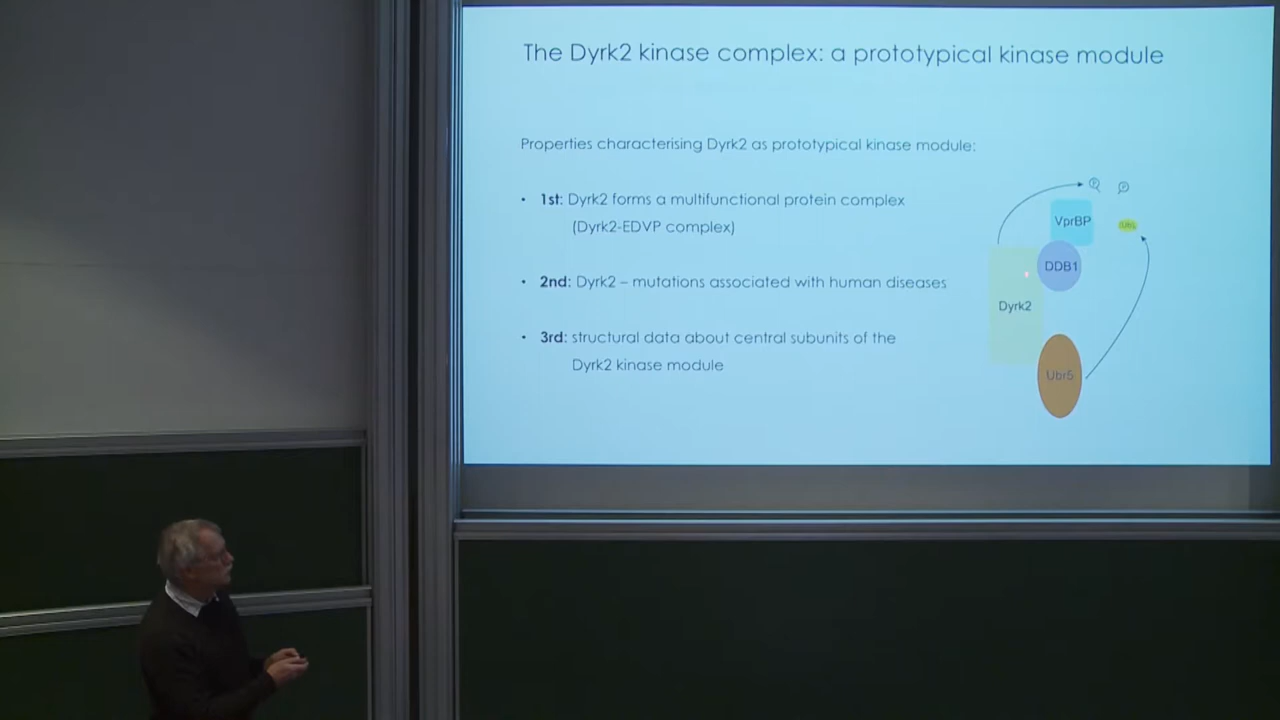 The Dyrk2 kinase complex: a prototypical kinase module
Properties characterising Dyrk2 as prototypical kinase module:
• 1st: Dyrk2 forms a multifunctional protein complex
(Dyrk2-EDVP complex)
• 2nd: Dyrk2 – mutations associated with human diseases
• 3rd: structural data about central subunits of the
Dyrk2 kinase module
P
P
VprBP
DDB1
Dyrk2
Ubr5